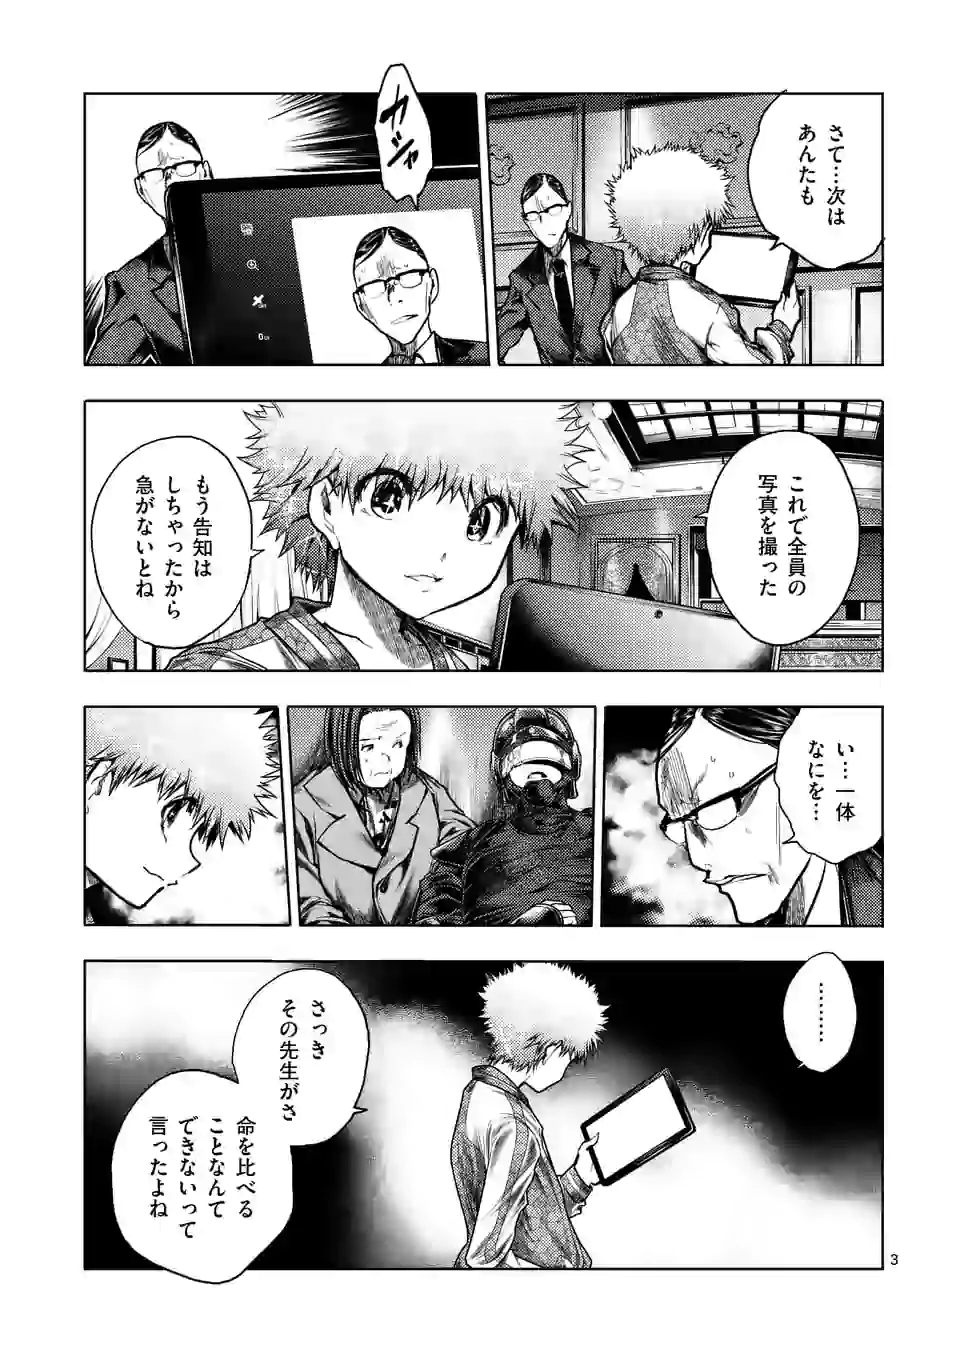 さて…次は
あんたも
カシャ
これで全員の
写真を撮った
もう告知は
しちゃったから
急がないとね
い…一体
なにを…
………
さっき
その先生がさ
命を比べる
ことなんて
できないって
言ったよね
3